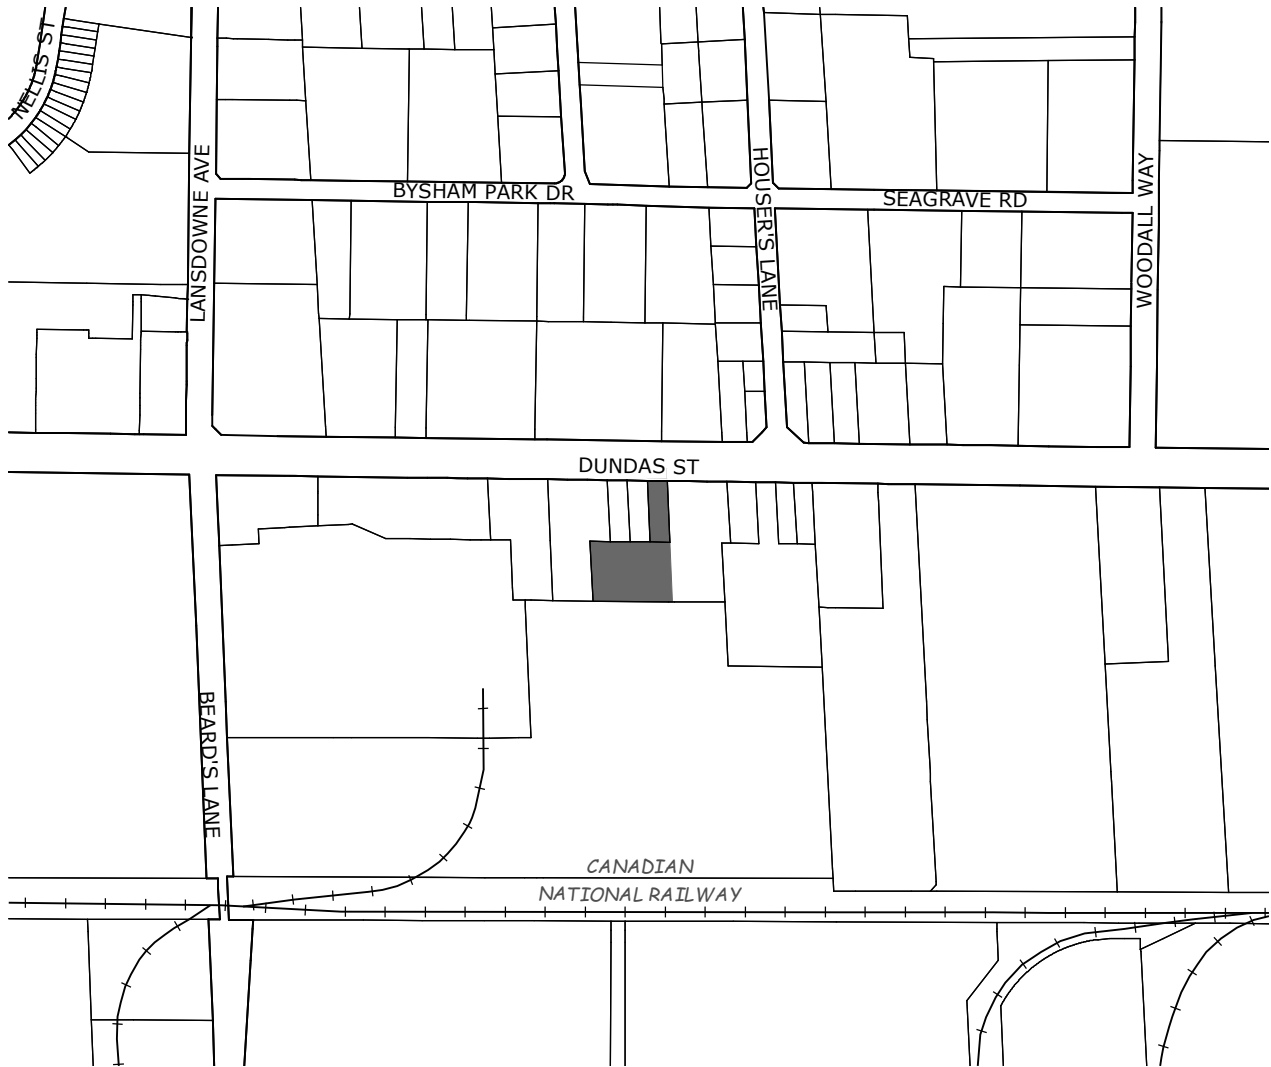 NELLIS ST
LANSDOWNE AVE
BYSHAM PARK DR
HOUSER'S LANE
SEAGRAVE RD
WOODALL WAY
DUNDAS ST
BEARD'S LANE
CANADIAN
NATIONAL RAILWAY